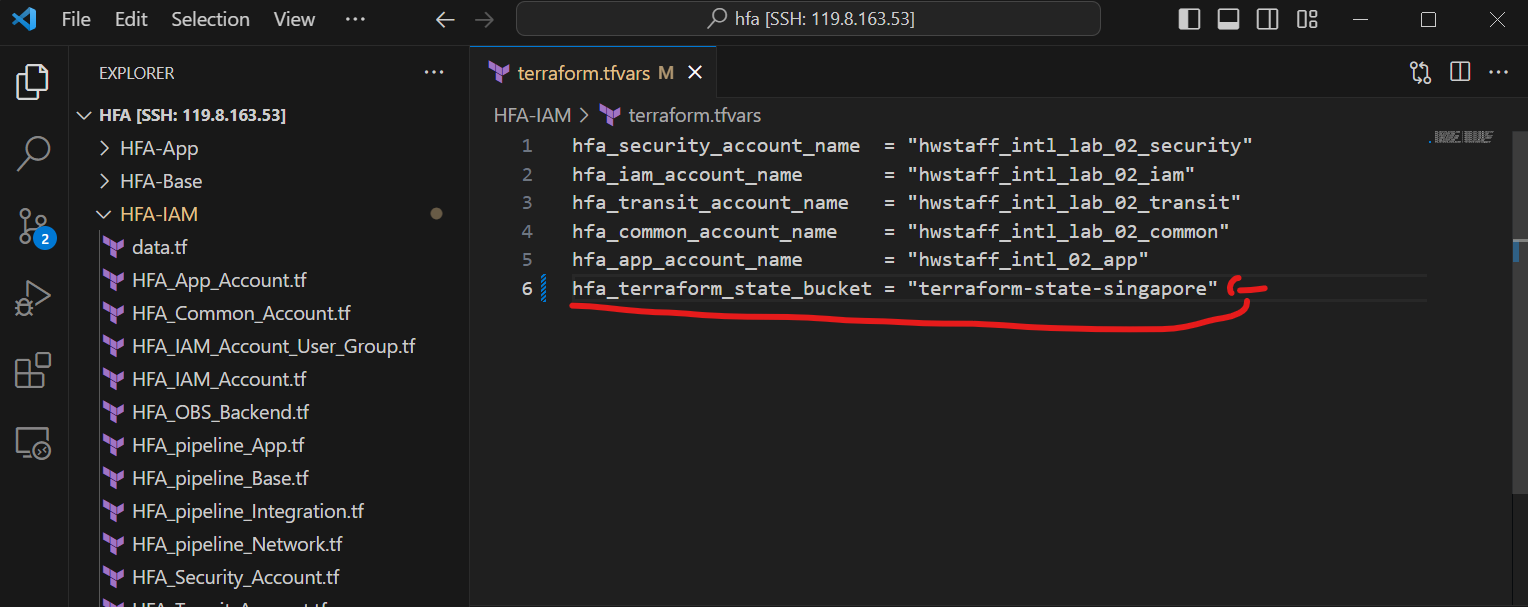 File Edit Selection View ··· hfa [SSH: 119.8.163.53]
EXPLORER ···
HFA [SSH: 119.8.163.53]
HFA-App
HFA-Base
HFA-IAM
data.tf
HFA_App_Account.tf
HFA_Common_Account.tf
HFA_IAM_Account_User_Group.tf
HFA_IAM_Account.tf
HFA_OBS_Backend.tf
HFA_pipeline_App.tf
HFA_pipeline_Base.tf
HFA_pipeline_Integration.tf
HFA_pipeline_Network.tf
HFA_Security_Account.tf
2
terraform.tfvars M
HFA-IAM > terraform.tfvars
1 hfa_security_account_name = "hwstaff_intl_lab_02_security"
2 hfa_iam_account_name = "hwstaff_intl_lab_02_iam"
3 hfa_transit_account_name = "hwstaff_intl_lab_02_transit"
4 hfa_common_account_name = "hwstaff_intl_lab_02_common"
5 hfa_app_account_name = "hwstaff_intl_02_app"
6 hfa_terraform_state_bucket = "terraform-state-singapore"